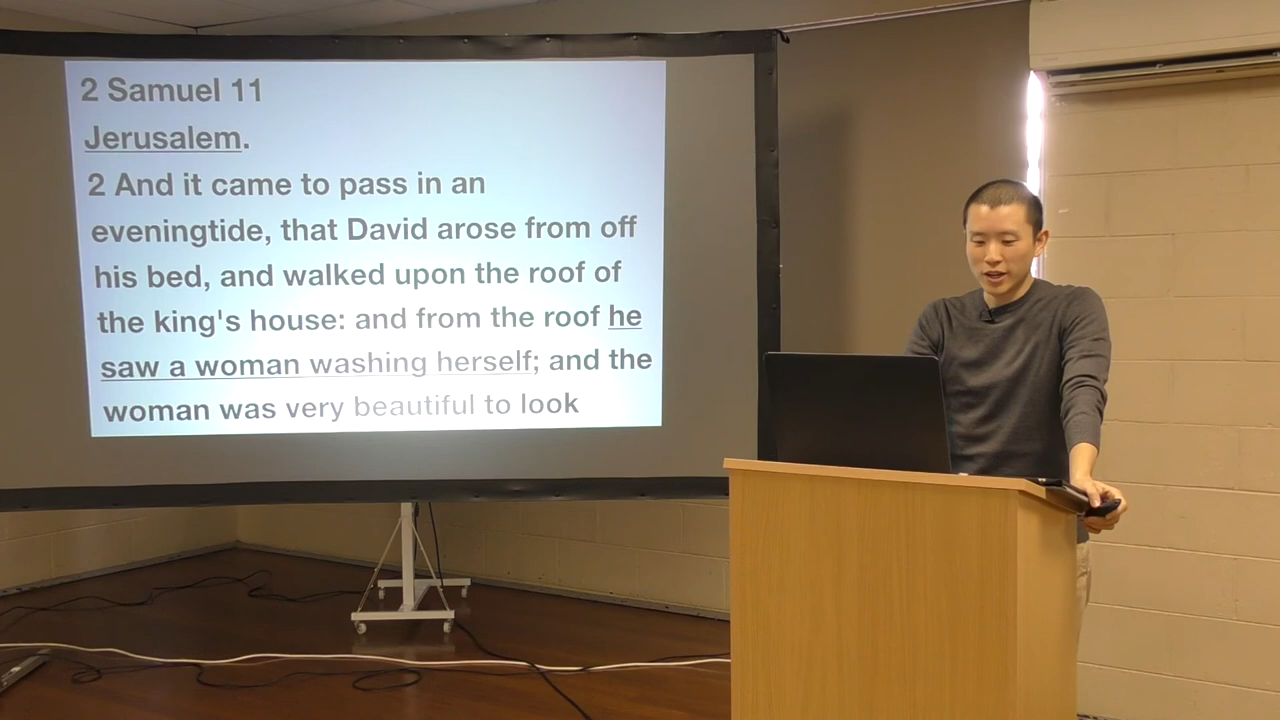 2 Samuel 11
Jerusalem.
2 And it came to pass in an
eveningtide, that David arose from off
his bed, and walked upon the roof of
the king's house: and from the roof he
saw a woman washing herself; and the
woman was very beautiful to look